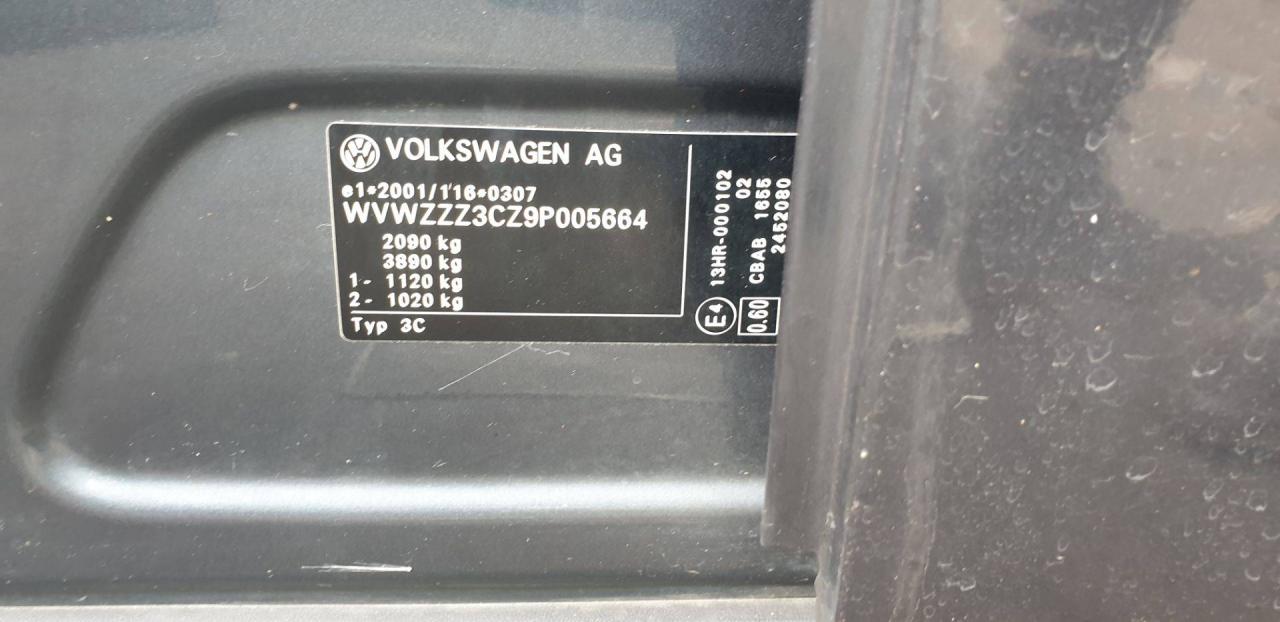 VOLKSWAGEN AG
e1*2001/116*0307
WVWZZZ3CZ9P005664
2090 kg
3890 kg
1- 1120 kg
2- 1020 kg
Typ 3C
E4 13HR-000102
02
0.60 CBAB 1655
2452080